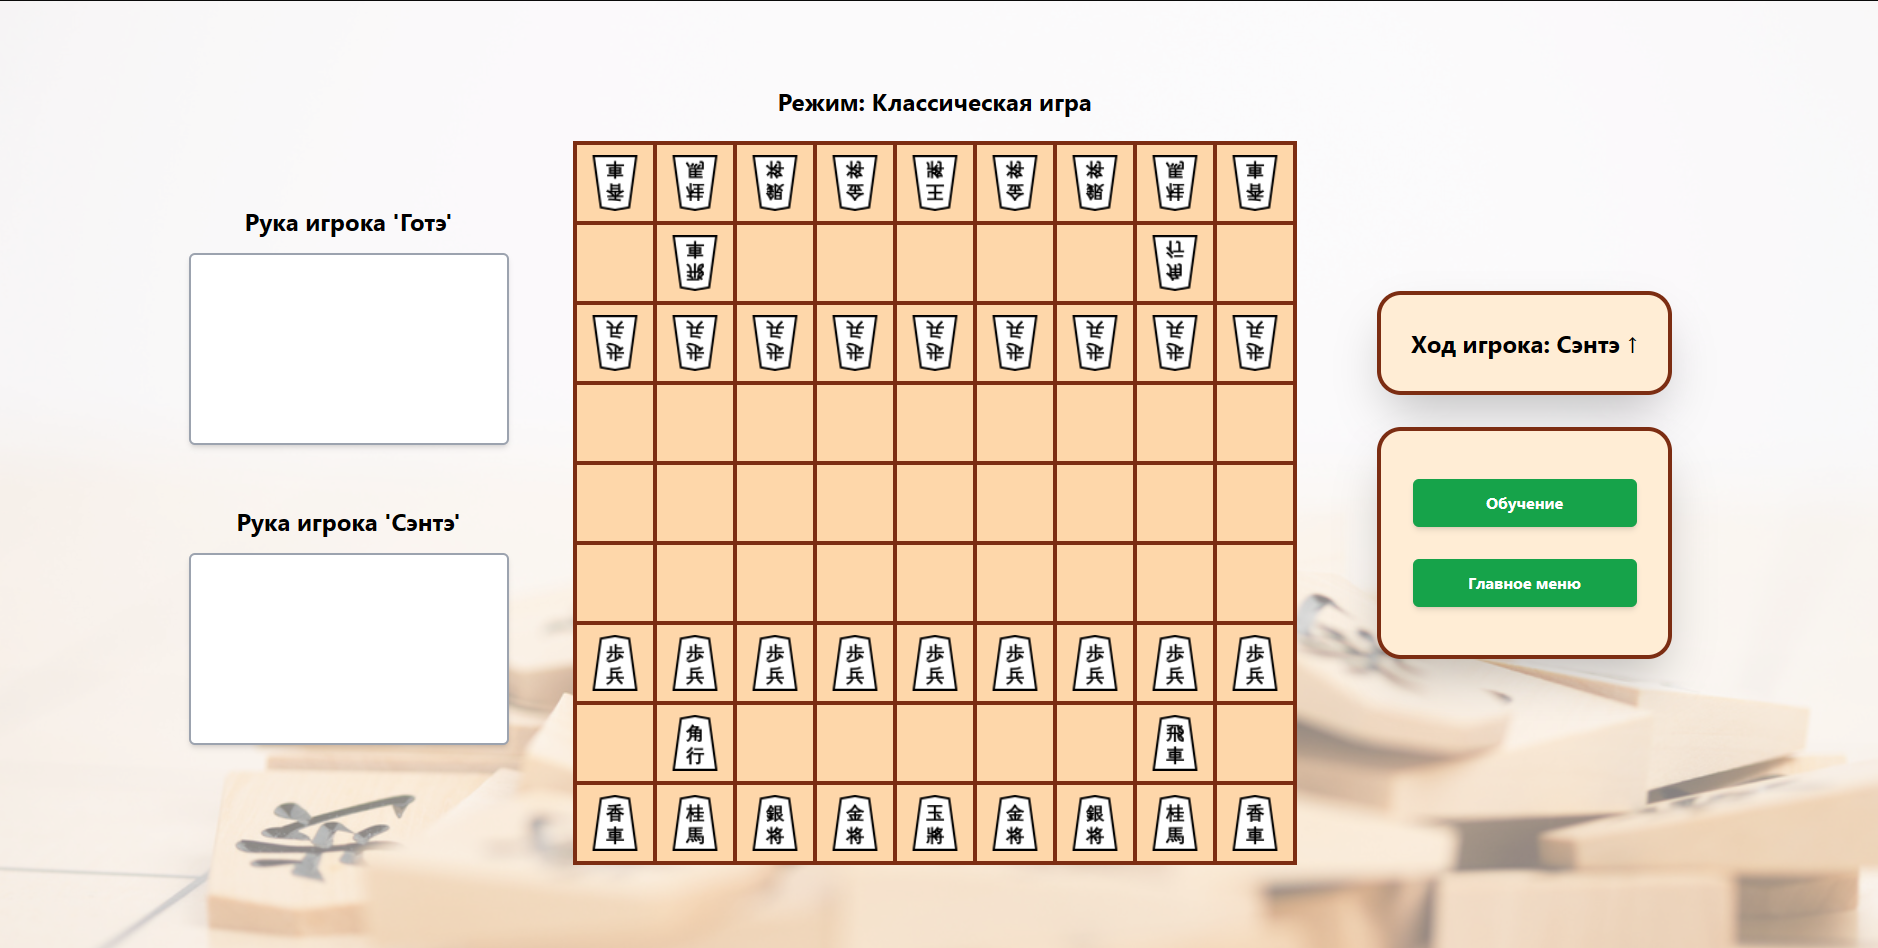 Режим: Классическая игра
Рука игрока 'Готэ'
Рука игрока 'Сэнтэ'
香車 桂馬 銀将 金将 王將 金将 銀将 桂馬 香車
飛車 角行
歩兵 歩兵 歩兵 歩兵 歩兵 歩兵 歩兵 歩兵 歩兵
歩兵 歩兵 歩兵 歩兵 歩兵 歩兵 歩兵 歩兵 歩兵
角行 飛車
香車 桂馬 銀将 金将 玉將 金将 銀将 桂馬 香車
Ход игрока: Сэнтэ ↑
Обучение
Главное меню